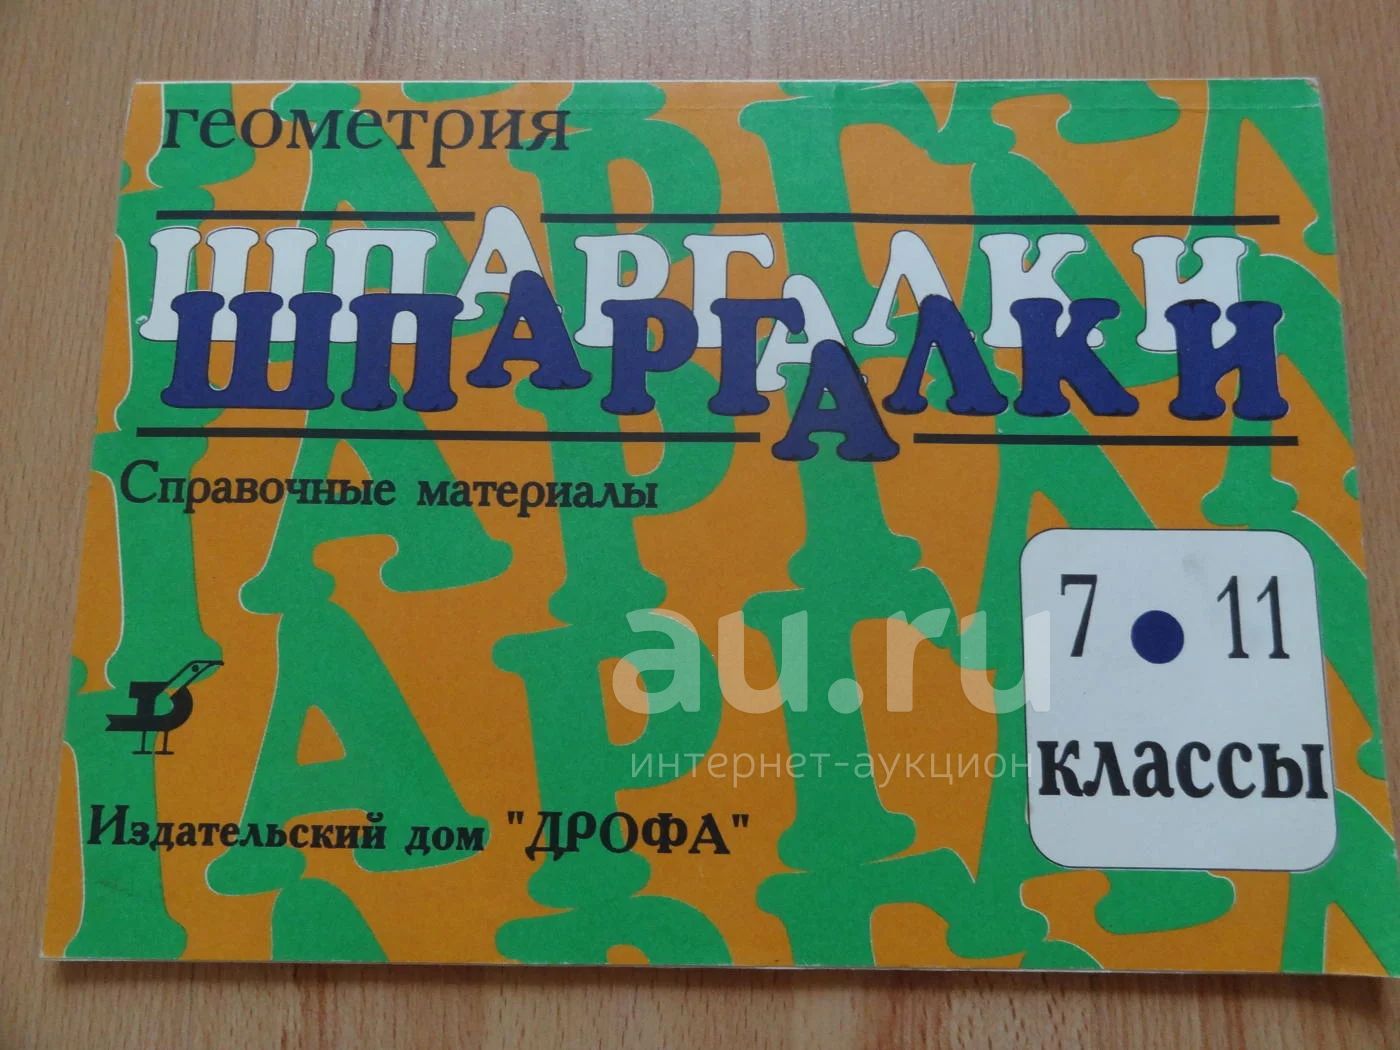 геометрия
ШПАРГАЛКИ
ШПАРГАЛКИ
Справочные материалы
7 • 11
классы
au.ru
интернет-аукцион
Издательский дом "ДРОФА"